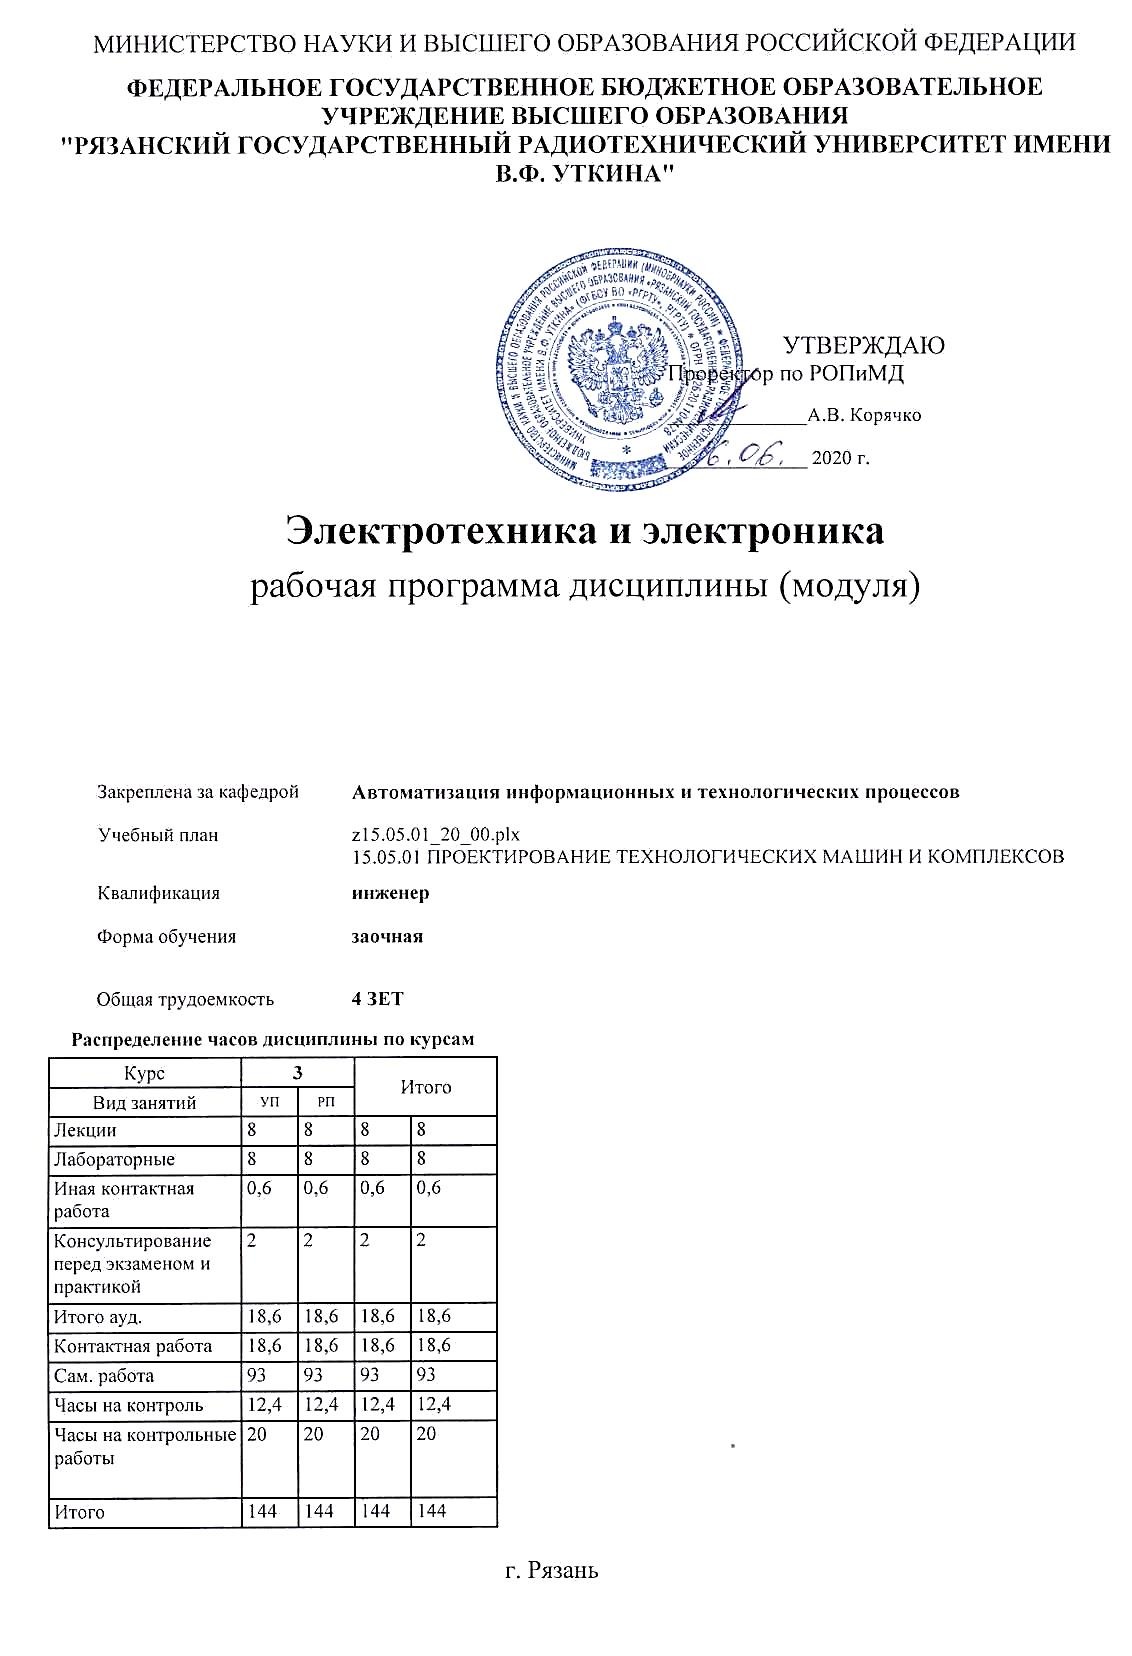 МИНИСТЕРСТВО НАУКИ И ВЫСШЕГО ОБРАЗОВАНИЯ РОССИЙСКОЙ ФЕДЕРАЦИИ
ФЕДЕРАЛЬНОЕ ГОСУДАРСТВЕННОЕ БЮДЖЕТНОЕ ОБРАЗОВАТЕЛЬНОЕ
УЧРЕЖДЕНИЕ ВЫСШЕГО ОБРАЗОВАНИЯ
"РЯЗАНСКИЙ ГОСУДАРСТВЕННЫЙ РАДИОТЕХНИЧЕСКИЙ УНИВЕРСИТЕТ ИМЕНИ
В.Ф. УТКИНА"
УТВЕРЖДАЮ
Проректор по РОПиМД
А.В. Корячко
06. 2020 г.
Электротехника и электроника
рабочая программа дисциплины (модуля)
Закреплена за кафедрой Автоматизация информационных и технологических процессов
Учебный план z15.05.01_20_00.plx
15.05.01 ПРОЕКТИРОВАНИЕ ТЕХНОЛОГИЧЕСКИХ МАШИН И КОМПЛЕКСОВ
Квалификация инженер
Форма обучения заочная
Общая трудоемкость 4 ЗЕТ
Распределение часов дисциплины по курсам
Курс 3 Итого
Вид занятий УП РП
Лекции 8 8 8 8
Лабораторные 8 8 8 8
Иная контактная 0,6 0,6 0,6 0,6
работа
Консультирование 2 2 2 2
перед экзаменом и
практикой
Итого ауд. 18,6 18,6 18,6 18,6
Контактная работа 18,6 18,6 18,6 18,6
Сам. работа 93 93 93 93
Часы на контроль 12,4 12,4 12,4 12,4
Часы на контрольные 20 20 20 20
работы
Итого 144 144 144 144
г. Рязань